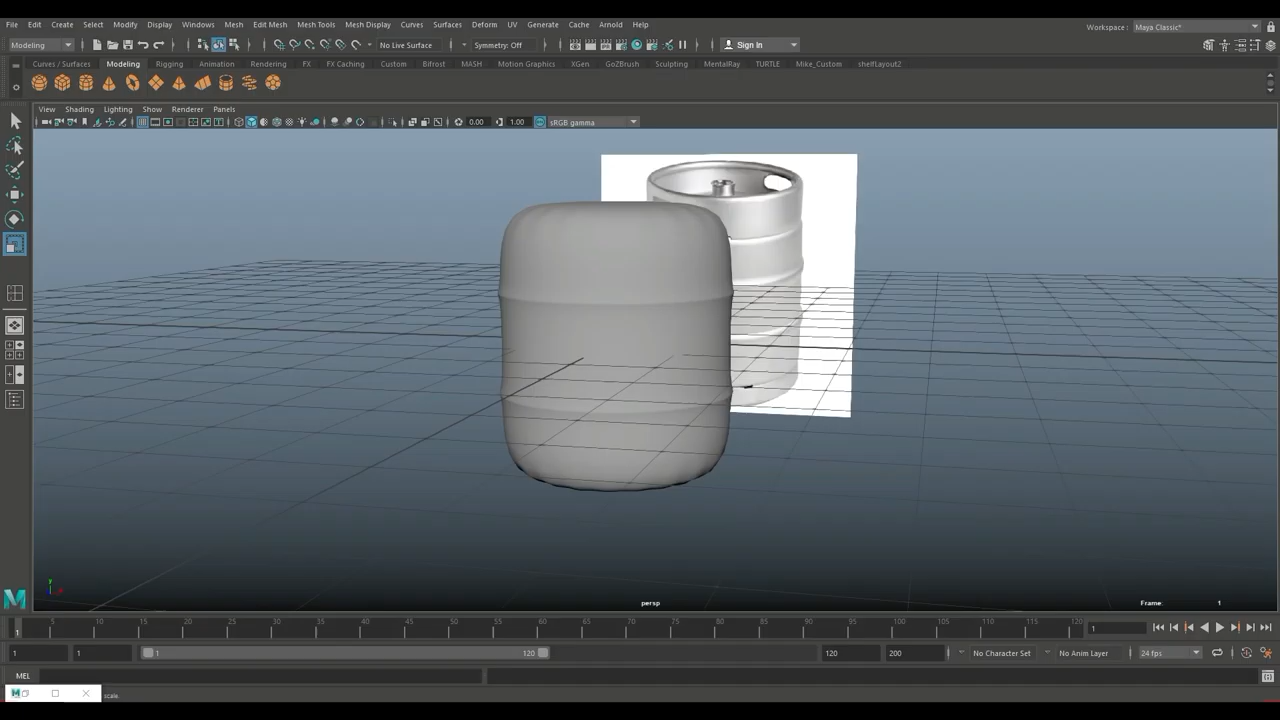 File Edit Create Select Modify Display Windows Mesh Edit Mesh Mesh Tools Mesh Display Curves Surfaces Deform UV Generate Cache Arnold Help
Workspace : Maya Classic*
Modeling No Live Surface Symmetry: Off Sign In
Curves / Surfaces Modeling Rigging Animation Rendering FX FX Caching Custom Bifrost MASH Motion Graphics XGen Go2Brush Sculpting MentalRay TURTLE Mike_Custom shelfLayout2
View Shading Lighting Show Renderer Panels
0.00 1.00 sRGB gamma
y
persp
Frame: 1
5 10 15 20 25 30 35 40 45 50 55 60 65 70 75 80 85 90 95 100 105 110 115 120
1 1
1 1 1 120 120 200 No Character Set No Anim Layer 24 fps
MEL
scale.